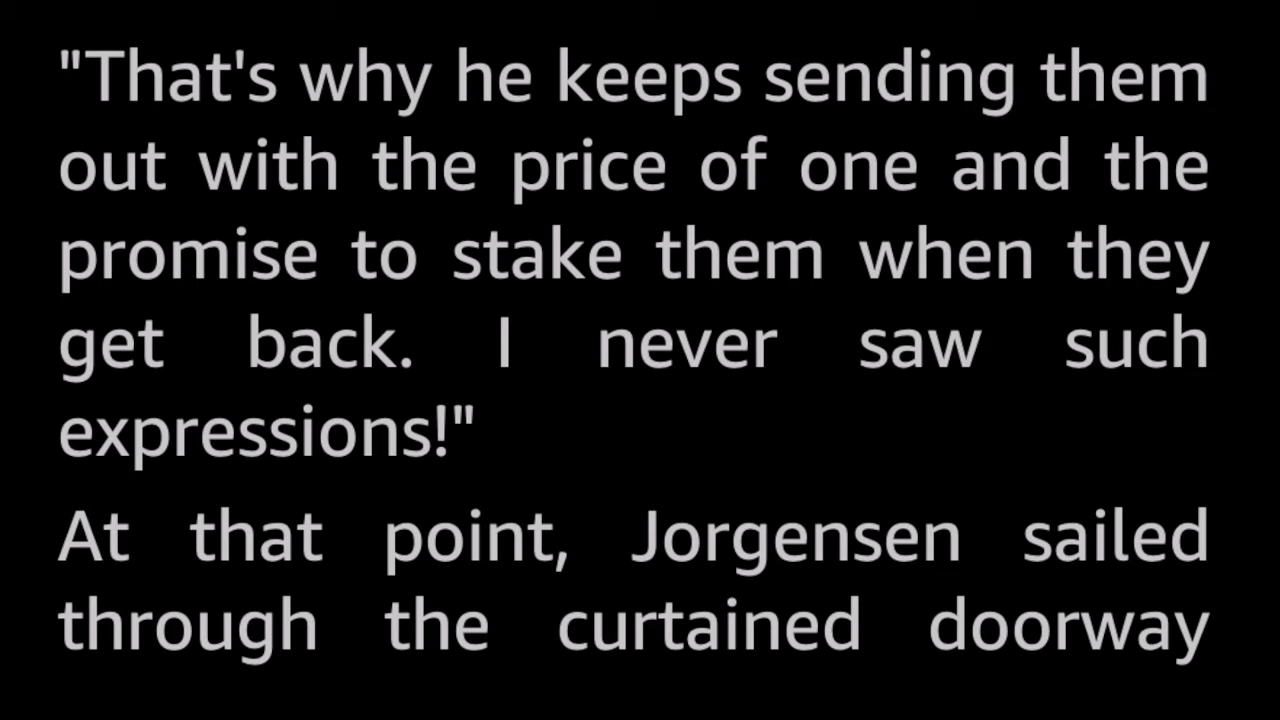 "That's why he keeps sending them
out with the price of one and the
promise to stake them when they
get back. I never saw such
expressions!"
At that point, Jorgensen sailed
through the curtained doorway